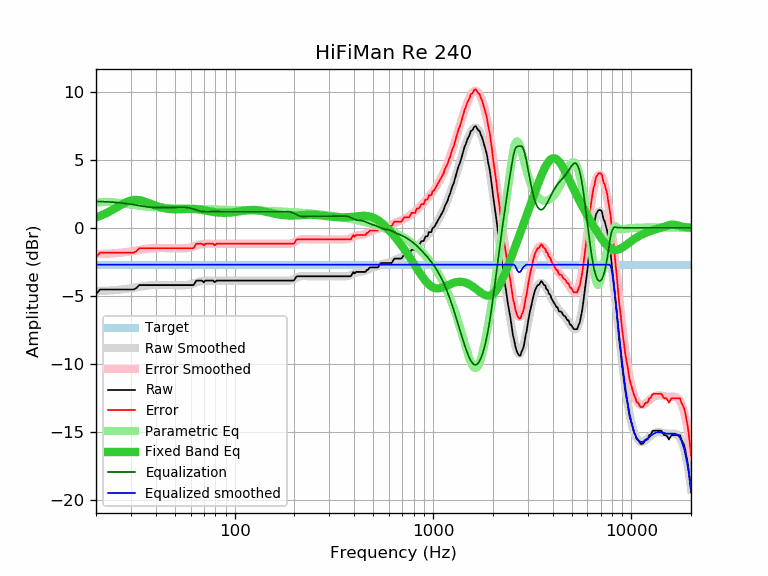 HiFiMan Re 240
10
5
0
−5
−10
−15
−20
Amplitude (dBr)
Target
Raw Smoothed
Error Smoothed
Raw
Error
Parametric Eq
Fixed Band Eq
Equalization
Equalized smoothed
100
1000
10000
Frequency (Hz)